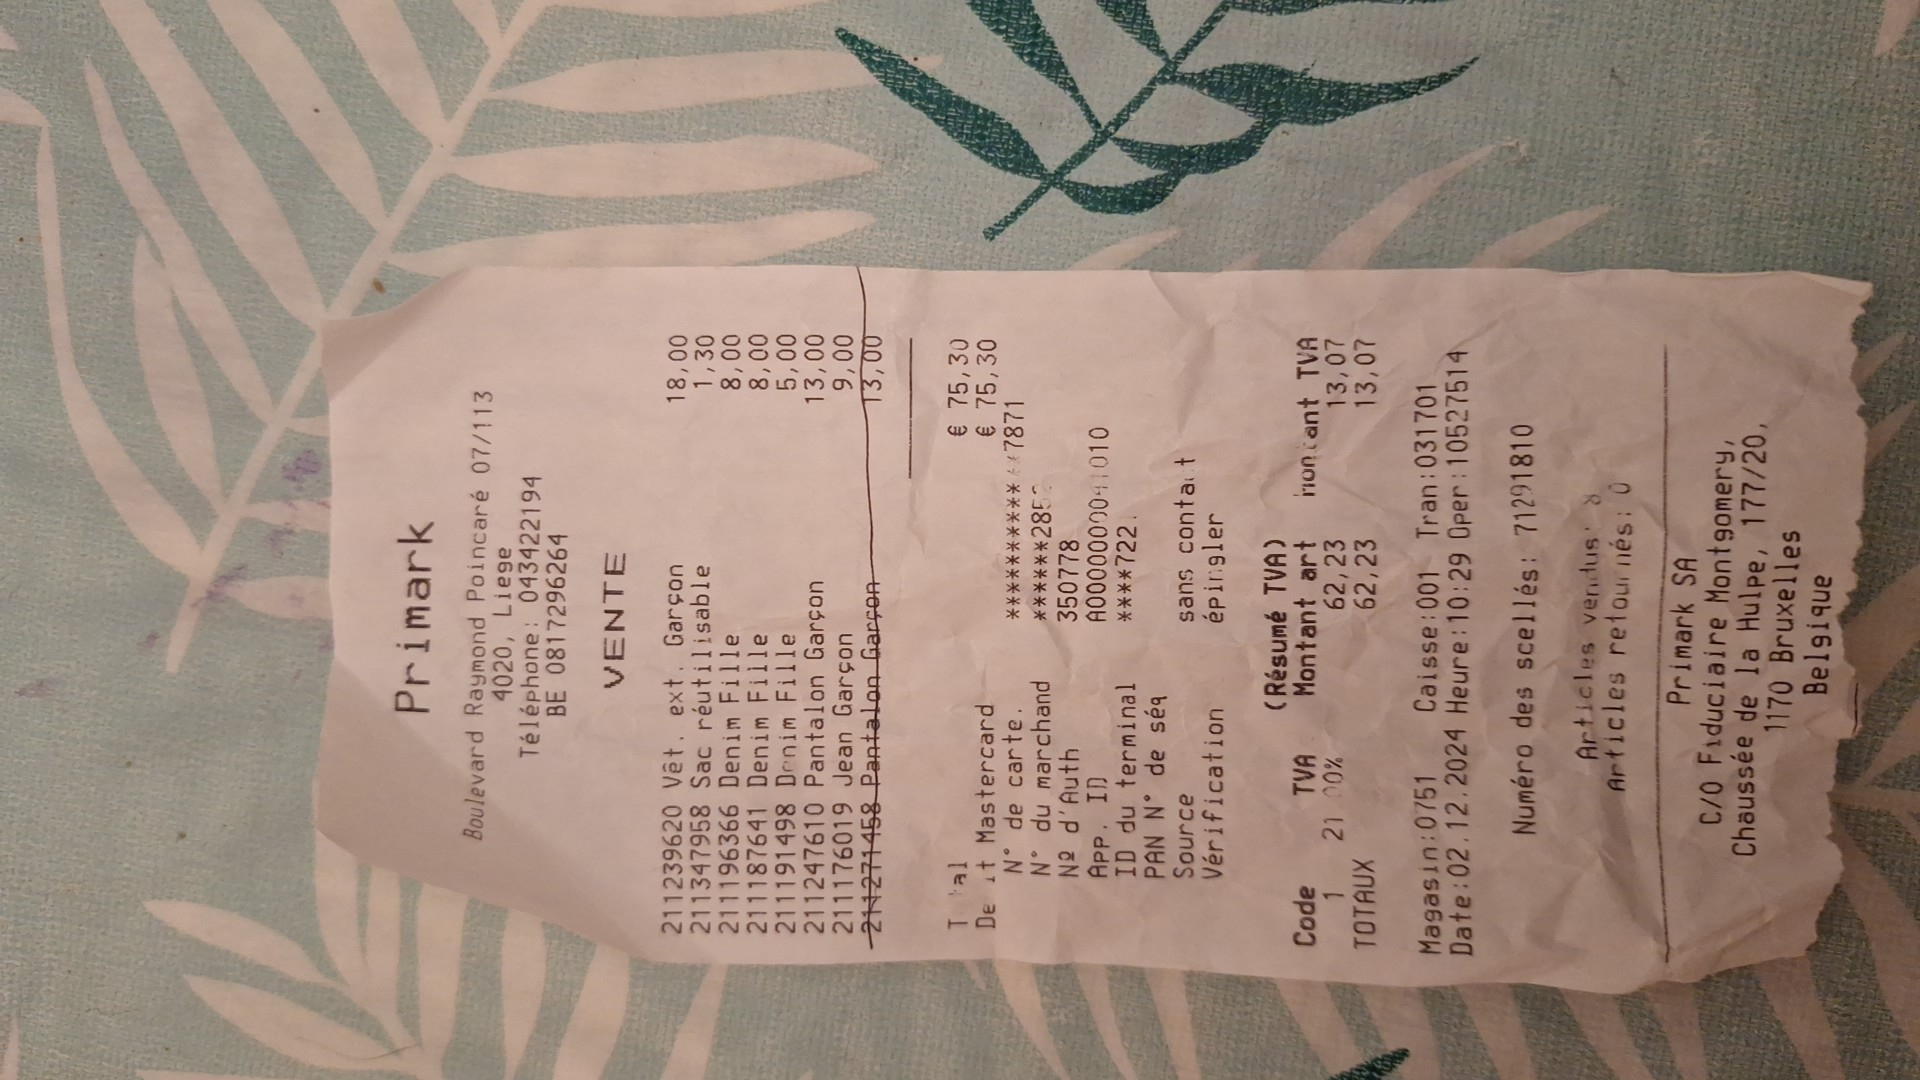 Primark
Boulevard Raymond Poincaré 07/113
4020, Liege
Téléphone: 043422194
BE 0817296264
VENTE
211239620 Vêt. ext. Garçon 18,00
211347958 Sac réutilisable 1,30
211196366 Denim Fille 8,00
211187641 Denim Fille 8,00
211191498 Denim Fille 5,00
211247610 Pantalon Garçon 13,00
211176019 Jean Garçon 9,00
211271458 Pantalon Garçon 13,00
€ 75,30
Mastercard € 75,30
N° de carte. 7871
N° du marchand
Nº d'Auth 350778
App. ID
ID du terminal
PAN N° de séq
Source sans contact
Vérification épingler
(Résumé TVA)
Code TVA Montant art montant TVA
1 21 00% 62,23 13,07
TOTAUX 62,23 13,07
Magasin:0751 Caisse:001 Tran:031701
Date:02.12.2024 Heure:10:29 Oper:10527514
Numéro des scellés: 71291810
Articles vendus: 8
Articles retournés: 0
Primark SA
C/O Fiduciaire Montgomery,
Chaussée de la Hulpe, 177/20,
1170 Bruxelles
Belgique